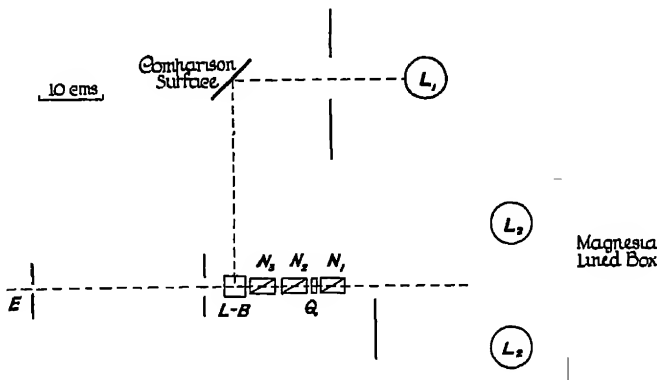 Comparison
Surface
L₁
10 cms
L₂
Magnesia
Lined Box
N₃ N₂ N₁
E
L-B Q
L₂